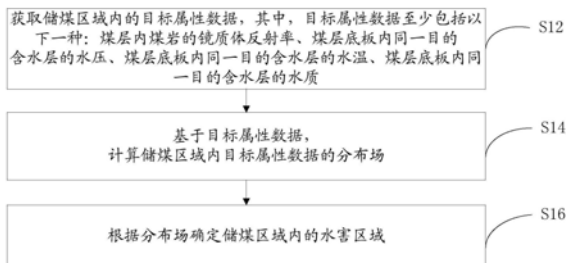 获取储煤区域内的目标属性数据，其中，目标属性数据至少包括以
下一种：煤层内煤岩的镜质体反射率、煤层底板内同一目的
含水层的水压、煤层底板内同一目的含水层的水温、煤层底板内同
一目的含水层的水质
S12
基于目标属性数据，
计算储煤区域内目标属性数据的分布场
S14
根据分布场确定储煤区域内的水害区域
S16